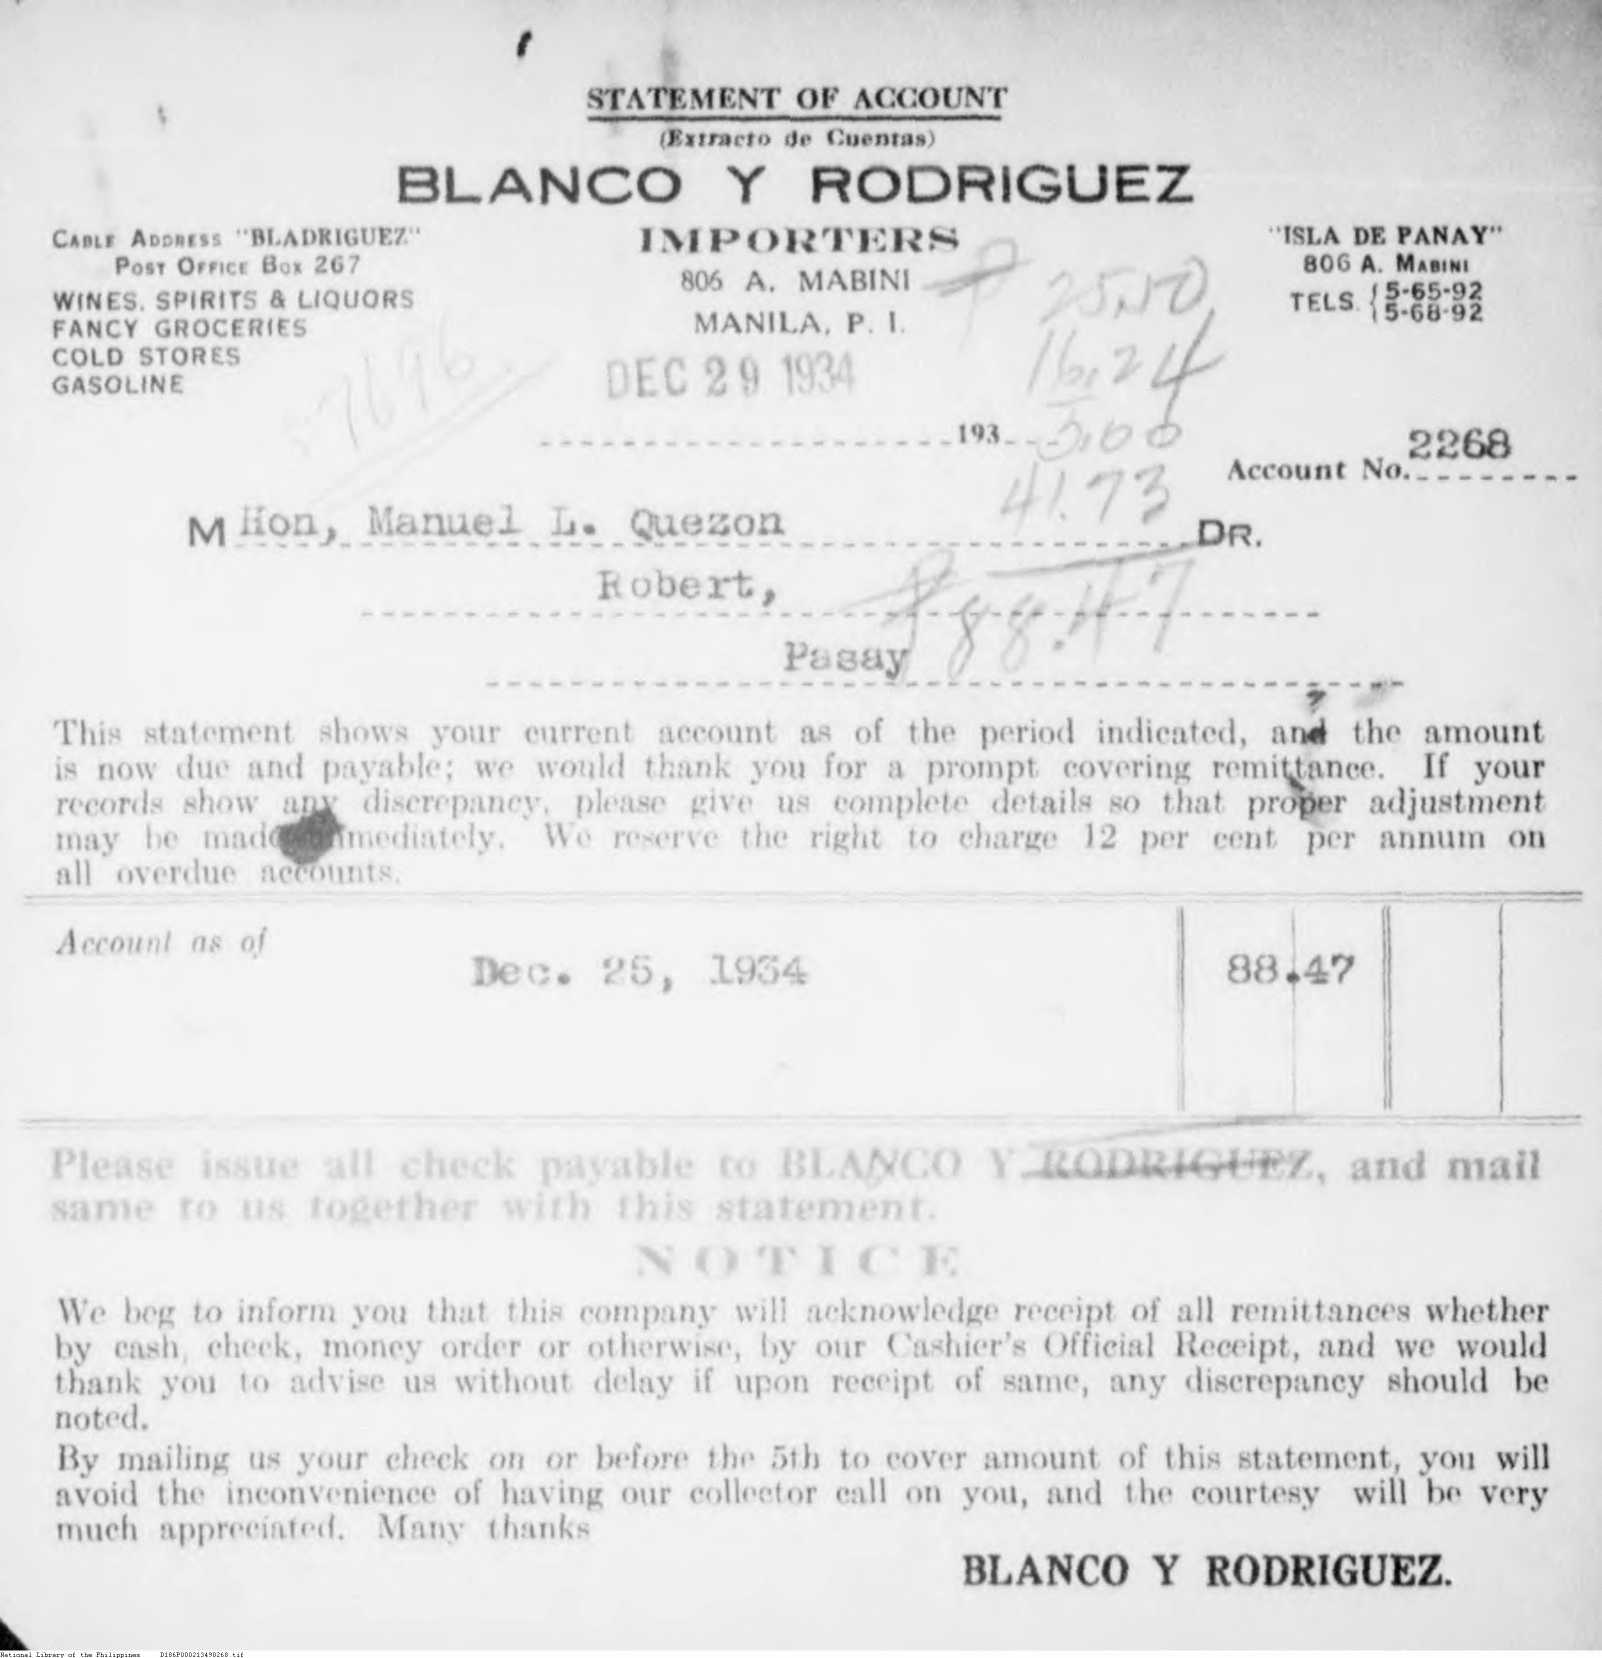 STATEMENT OF ACCOUNT
(Extracto de Cuentas)
BLANCO Y RODRIGUEZ
CABLE ADDRESS "BLADRIGUEZ"
POST OFFICE BOX 267
WINES, SPIRITS & LIQUORS
FANCY GROCERIES
COLD STORES
GASOLINE
IMPORTERS
806 A. MABINI
MANILA, P. I.
"ISLA DE PANAY"
806 A. MABINI
TELS. { 5-65-92
5-68-92
₱ 25.50
16.24
5.00
41.73
₱88.47
7696
DEC 29 1934
193
Account No. 2268
M Hon, Manuel L. Quezon DR.
Robert,
Pasay
This statement shows your current account as of the period indicated, and the amount
is now due and payable; we would thank you for a prompt covering remittance. If your
records show any discrepancy, please give us complete details so that proper adjustment
may be made immediately. We reserve the right to charge 12 per cent per annum on
all overdue accounts.
Account as of
Dec. 25, 1934 88.47
Please issue all check payable to BLANCO Y RODRIGUEZ, and mail
same to us together with this statement.
NOTICE
We beg to inform you that this company will acknowledge receipt of all remittances whether
by cash, check, money order or otherwise, by our Cashier's Official Receipt, and we would
thank you to advise us without delay if upon receipt of same, any discrepancy should be
noted.
By mailing us your check on or before the 5th to cover amount of this statement, you will
avoid the inconvenience of having our collector call on you, and the courtesy will be very
much appreciated. Many thanks
BLANCO Y RODRIGUEZ.
National Library of the Philippines D186P000213490268.tif